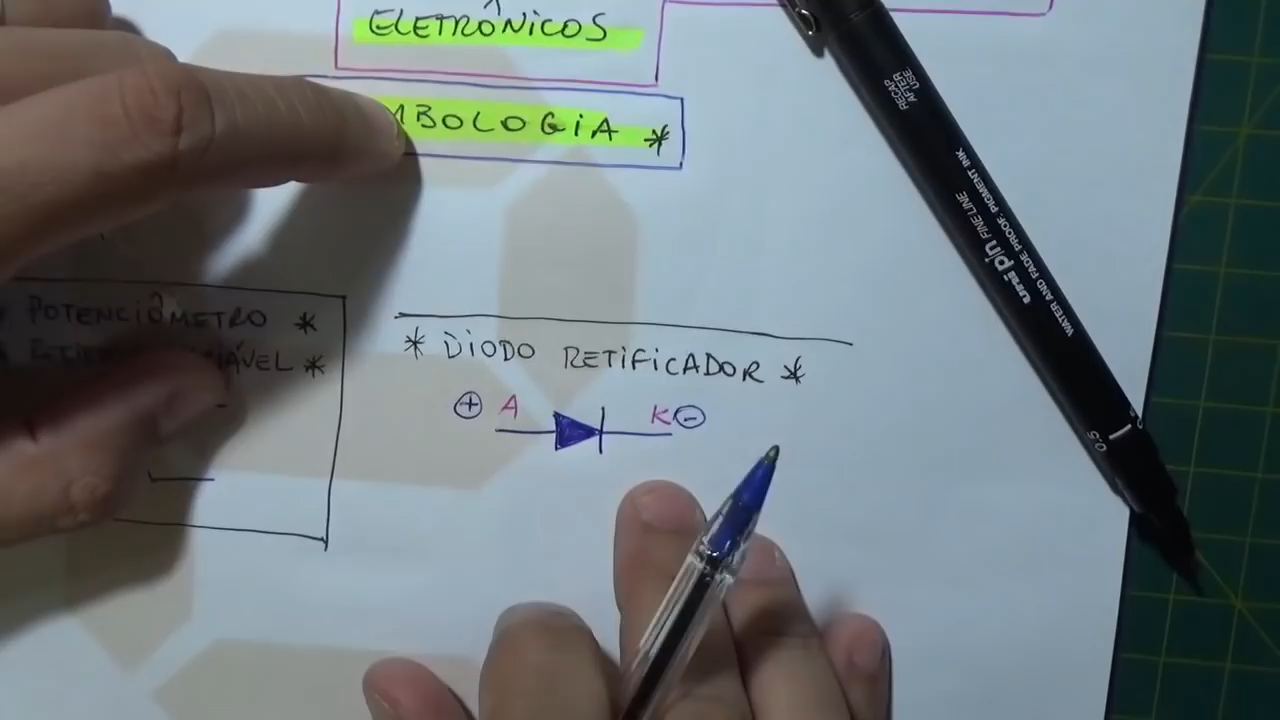 ELETRÔNICOS
MBOLOGIA *
POTENCIÔMETRO *
* DIODO RETIFICADOR *
+ A K -
RECAP
AFTER
USE
uni pin FINE LINE PIGMENT INK
WATER AND FADE PROOF.
0.5